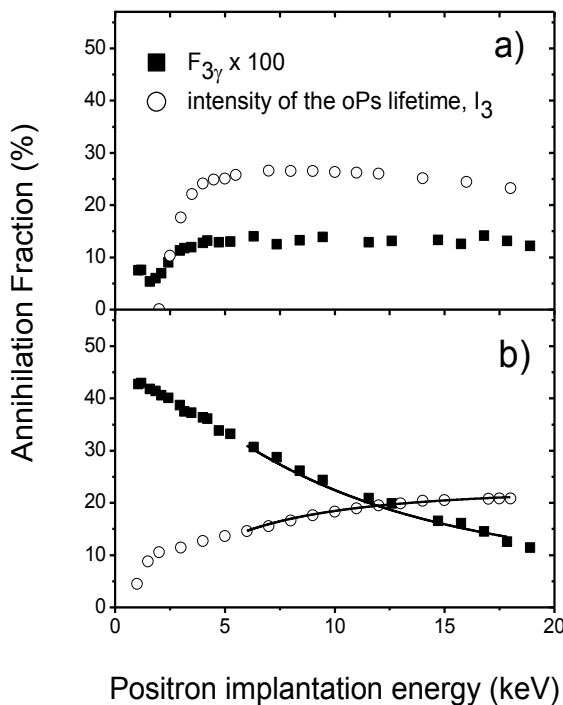 a)
F3γ x 100
intensity of the oPs lifetime, I3
50
40
30
20
10
0
b)
50
40
30
20
10
0
0 5 10 15 20
Annihilation Fraction (%)
Positron implantation energy (keV)